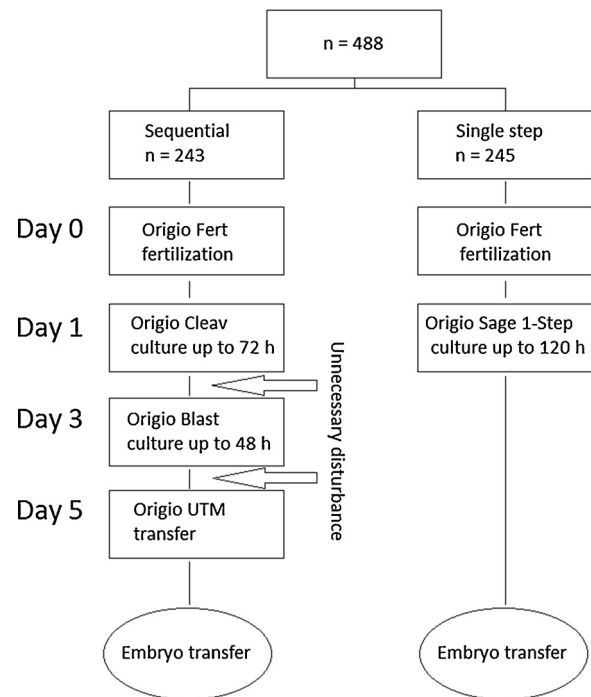 n = 488
Sequential
n = 243
Single step
n = 245
Day 0
Origio Fert
fertilization
Origio Fert
fertilization
Day 1
Origio Cleav
culture up to 72 h
Origio Sage 1-Step
culture up to 120 h
Unnecessary disturbance
Day 3
Origio Blast
culture up to 48 h
Day 5
Origio UTM
transfer
Embryo transfer
Embryo transfer